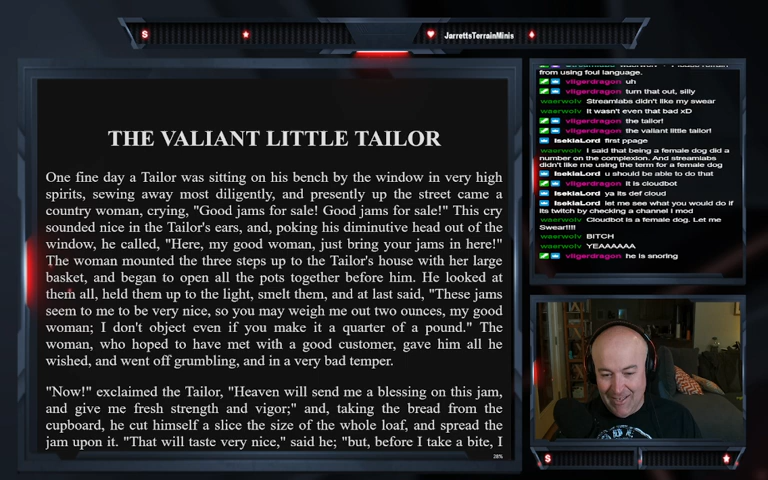 JarrettsTerrainMinis
THE VALIANT LITTLE TAILOR
One fine day a Tailor was sitting on his bench by the window in very high
spirits, sewing away most diligently, and presently up the street came a
country woman, crying, "Good jams for sale! Good jams for sale!" This cry
sounded nice in the Tailor's ears, and, poking his diminutive head out of the
window, he called, "Here, my good woman, just bring your jams in here!"
The woman mounted the three steps up to the Tailor's house with her large
basket, and began to open all the pots together before him. He looked at
them all, held them up to the light, smelt them, and at last said, "These jams
seem to me to be very nice, so you may weigh me out two ounces, my good
woman; I don't object even if you make it a quarter of a pound." The
woman, who hoped to have met with a good customer, gave him all he
wished, and went off grumbling, and in a very bad temper.
"Now!" exclaimed the Tailor, "Heaven will send me a blessing on this jam,
and give me fresh strength and vigor;" and, taking the bread from the
cupboard, he cut himself a slice the size of the whole loaf, and spread the
jam upon it. "That will taste very nice," said he; "but, before I take a bite, I
28%
from using foul language.
vilgerdragon uh
vilgerdragon turn that out, silly
waerwolv Streamlabs didn't like my swear
waerwolv It wasn't even that bad xD
vilgerdragon the tailor!
vilgerdragon the valiant little tailor!
IsekiaLord first ppage
waerwolv I said that being a female dog did a
number on the complexion. And streamlabs
didn't like me using the term for a female dog
IsekiaLord u should be able to do that
vilgerdragon it is cloudbot
IsekiaLord ya its def cloud
IsekiaLord let me see what you would do if
its twitch by checking a channel i mod
waerwolv Cloudbot is a female dog. Let me
Swear!!!!
waerwolv BITCH
waerwolv YEAAAAAA
vilgerdragon he is snoring